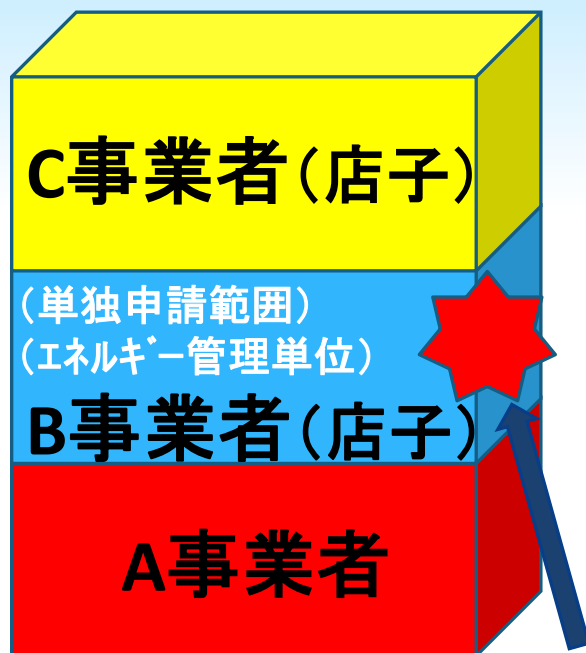 C事業者（店子）
（単独申請範囲）
（ｴﾈﾙｷﾞｰ管理単位）
B事業者（店子）
A事業者